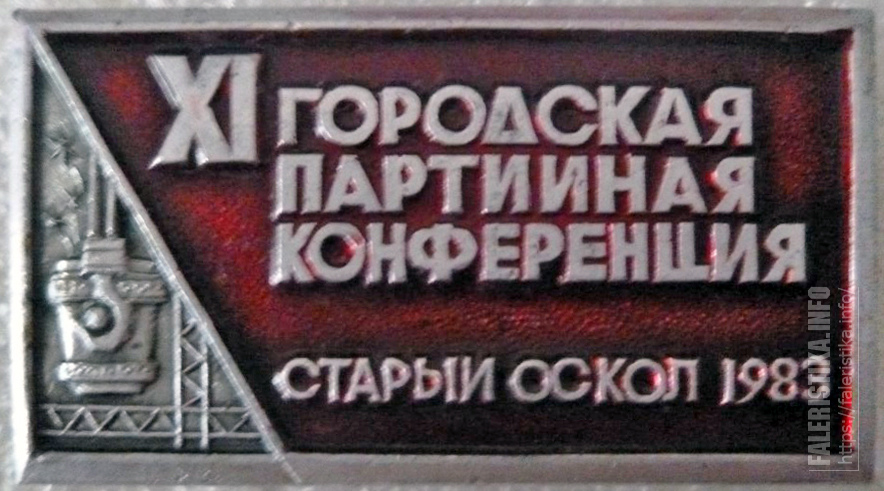 XI ГОРОДСКАЯ
ПАРТИИНАЯ
КОНФЕРЕНЦИЯ
СТАРЫИ ОСКОЛ
FALERISTIKA.INFO
https://faleristika.info/